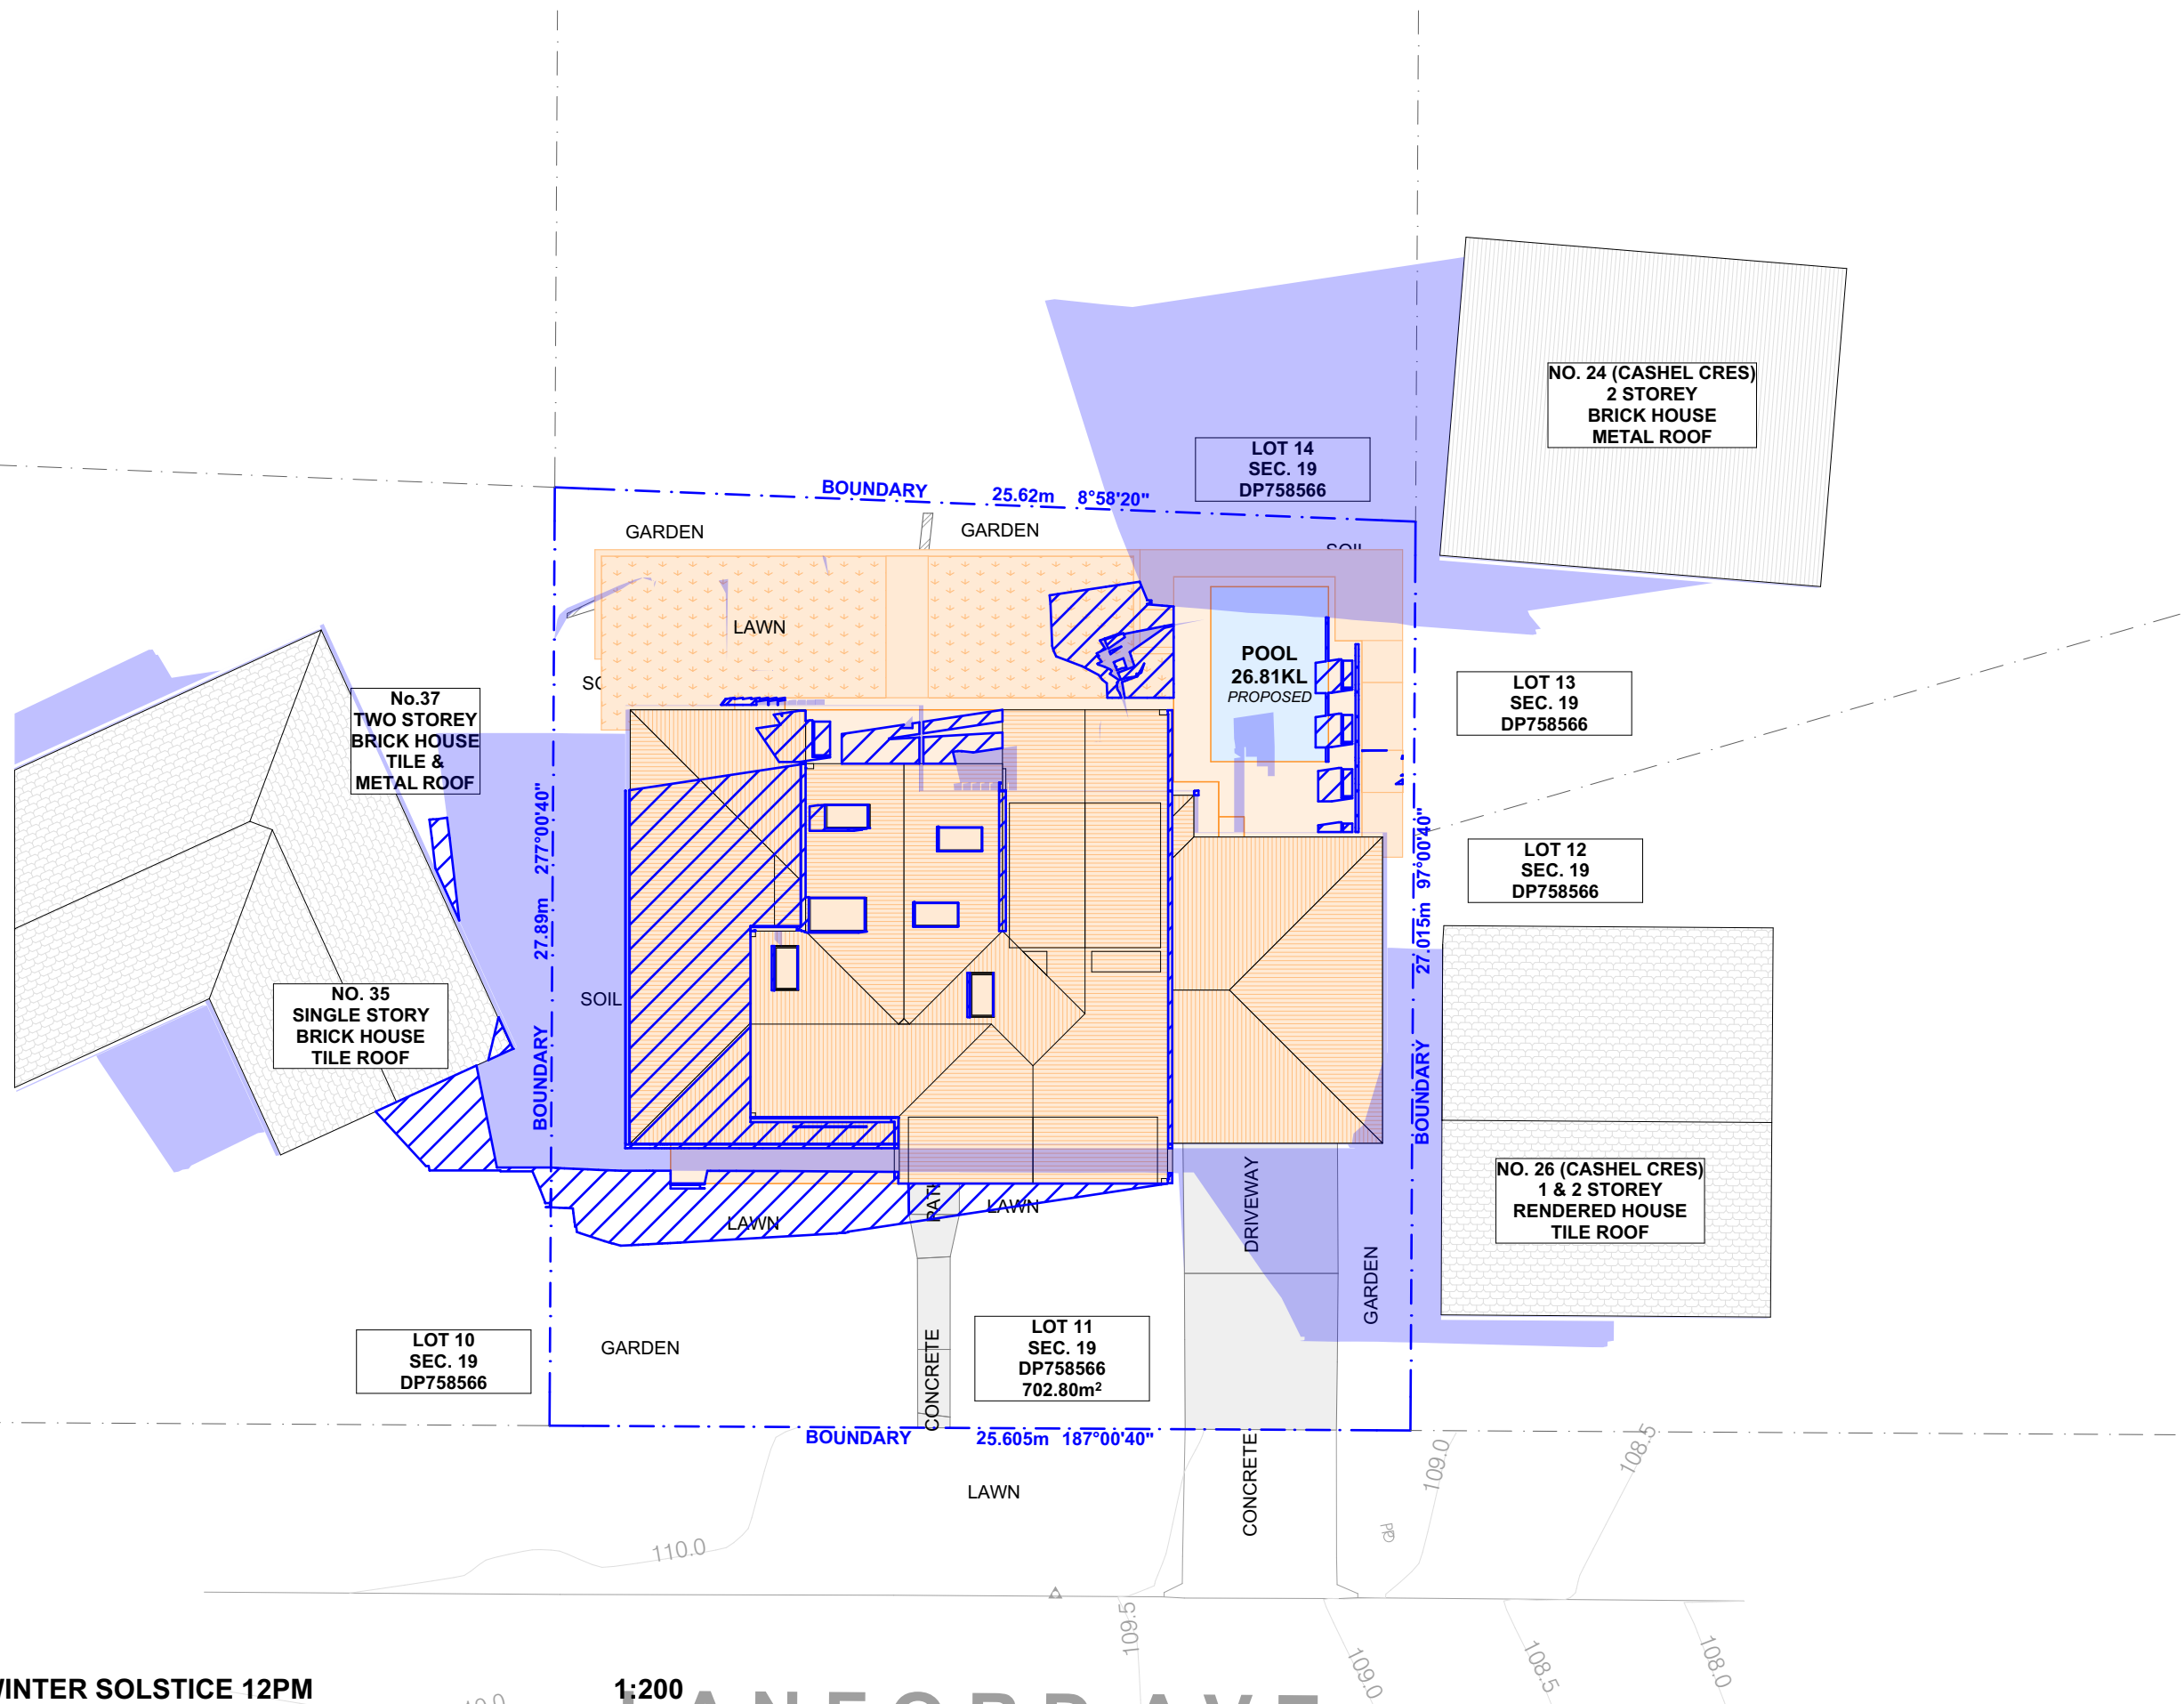 NO. 24 (CASHEL CRES)
2 STOREY
BRICK HOUSE
METAL ROOF
LOT 14
SEC. 19
DP758566
BOUNDARY 25.62m 8°58'20"
GARDEN
GARDEN
SOIL
LAWN
POOL
26.81KL
PROPOSED
LOT 13
SEC. 19
DP758566
No.37
TWO STOREY
BRICK HOUSE
TILE &
METAL ROOF
BOUNDARY 27.89m 277°00'40"
BOUNDARY 27.015m 97°00'40"
LOT 12
SEC. 19
DP758566
SOIL
NO. 35
SINGLE STORY
BRICK HOUSE
TILE ROOF
NO. 26 (CASHEL CRES)
1 & 2 STOREY
RENDERED HOUSE
TILE ROOF
LAWN
PATH
LAWN
DRIVEWAY
GARDEN
GARDEN
CONCRETE
LOT 10
SEC. 19
DP758566
LOT 11
SEC. 19
DP758566
702.80m²
BOUNDARY 25.605m 187°00'40"
LAWN
CONCRETE
109.0
108.5
110.0
109.5
109.0
108.5
108.0
WINTER SOLSTICE 12PM
1:200